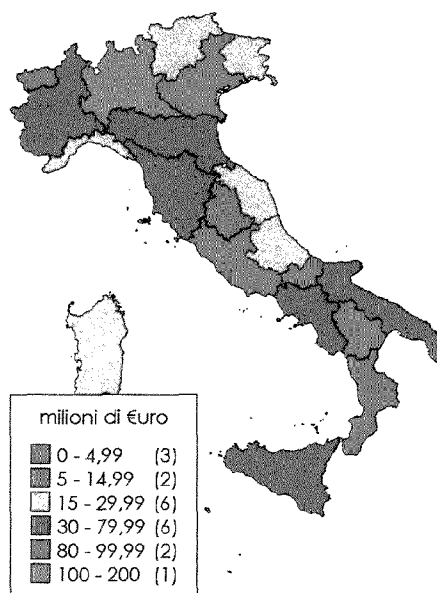 milioni di €uro
0 - 4,99 (3)
5 - 14,99 (2)
15 - 29,99 (6)
30 - 79,99 (6)
80 - 99,99 (2)
100 - 200 (1)